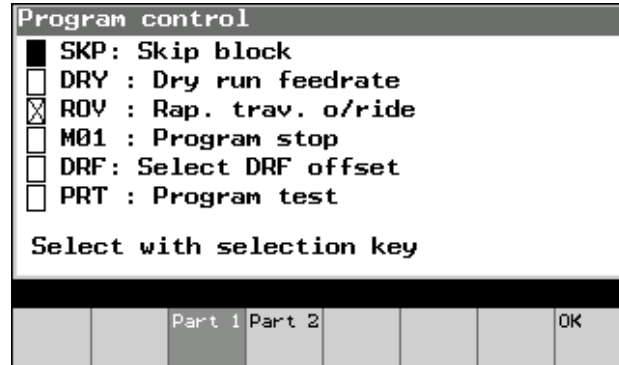 Program control
SKP: Skip block
DRY : Dry run feedrate
ROV : Rap. trav. o/ride
M01 : Program stop
DRF: Select DRF offset
PRT : Program test
Select with selection key
Part 1 Part 2 OK